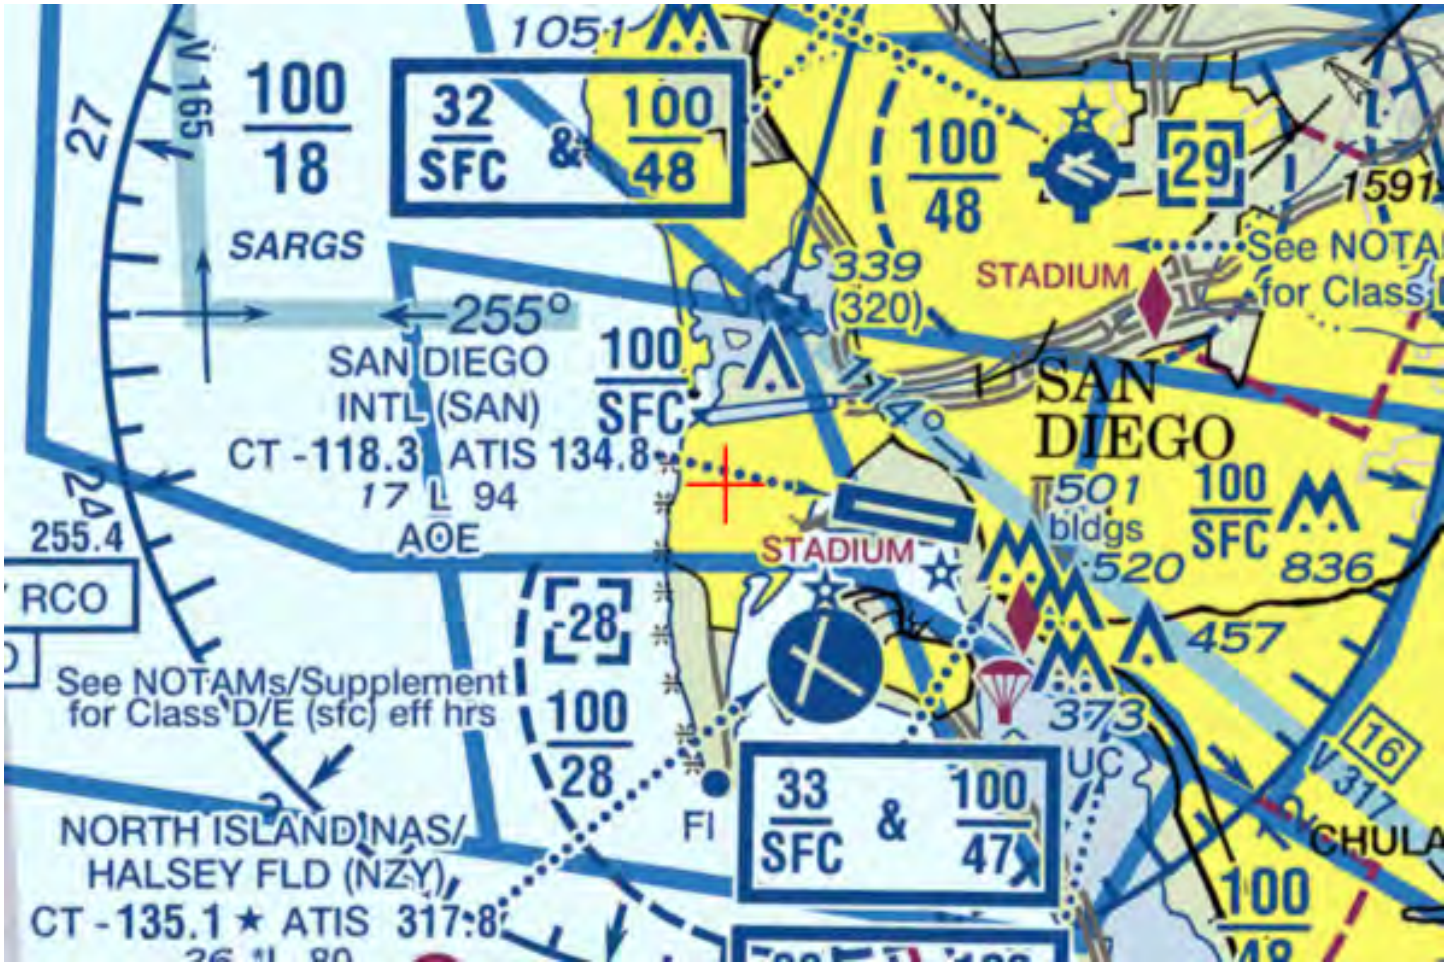 1051
V 165
27
100
18
32
SFC
&
100
48
100
48
29
1591
SARGS
339
(320)
STADIUM
See NOTA
for Class
255°
SAN DIEGO
INTL (SAN)
CT - 118.3 ATIS 134.8
17 L 94
AOE
100
SFC
114°
SAN
DIEGO
501
bldgs
520
100
SFC
836
24
255.4
RCO
STADIUM
457
-28
See NOTAMs/Supplement
for Class D/E (sfc) eff hrs
100
28
373
UC
16
V 317
33
SFC
&
100
47
FI
NORTH ISLAND NAS/
HALSEY FLD (NZY)
CT - 135.1 ★ ATIS 317.8
CHULA
100
48